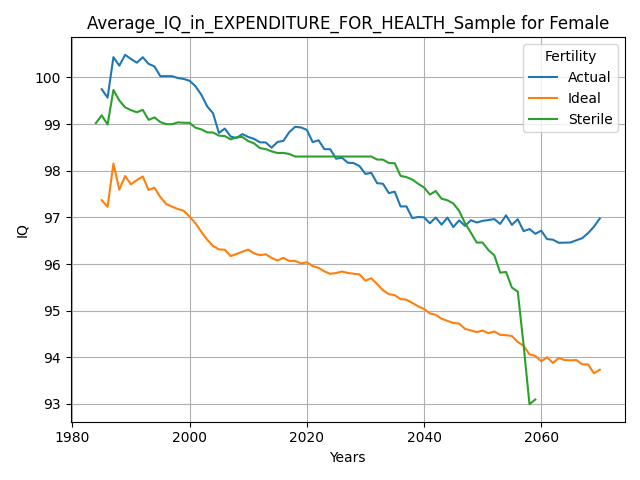 Average_IQ_in_EXPENDITURE_FOR_HEALTH_Sample for Female
Fertility
Actual
Ideal
Sterile
IQ
100
99
98
97
96
95
94
93
1980
2000
2020
2040
2060
Years